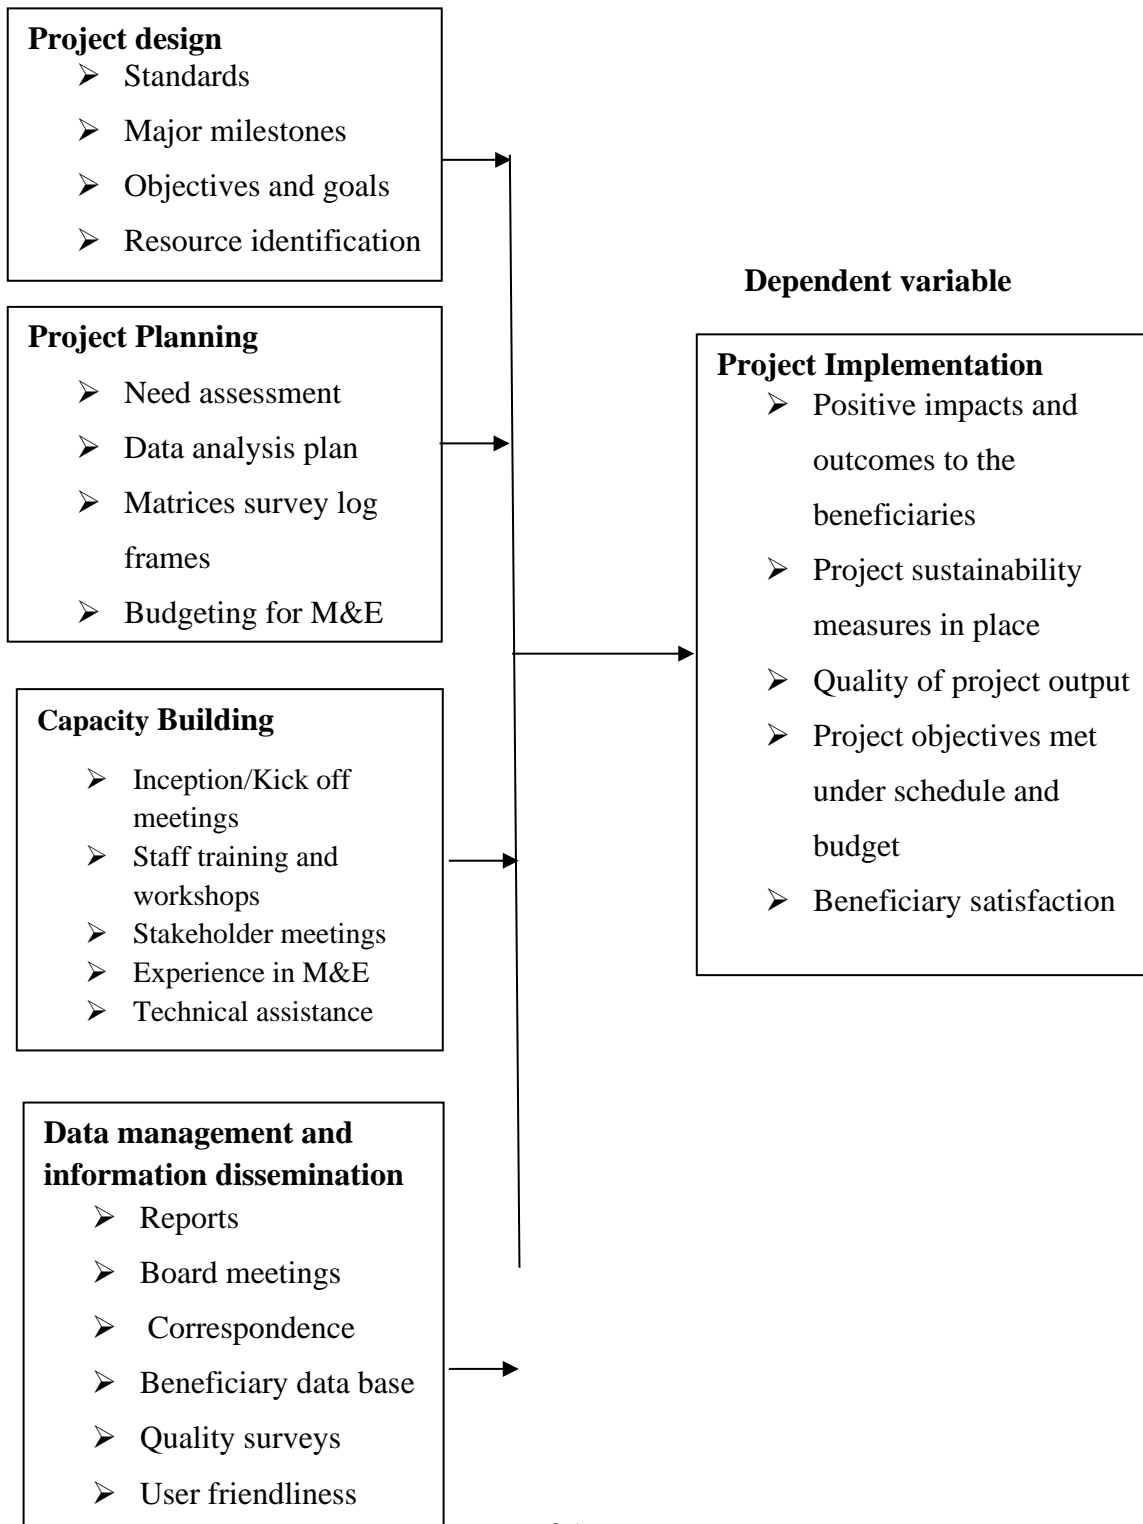 Project design
➢ Standards
➢ Major milestones
➢ Objectives and goals
➢ Resource identification
Project Planning
➢ Need assessment
➢ Data analysis plan
➢ Matrices survey log
frames
➢ Budgeting for M&E
Capacity Building
➢ Inception/Kick off
meetings
➢ Staff training and
workshops
➢ Stakeholder meetings
➢ Experience in M&E
➢ Technical assistance
Data management and
information dissemination
➢ Reports
➢ Board meetings
➢ Correspondence
➢ Beneficiary data base
➢ Quality surveys
➢ User friendliness
Dependent variable
Project Implementation
➢ Positive impacts and
outcomes to the
beneficiaries
➢ Project sustainability
measures in place
➢ Quality of project output
➢ Project objectives met
under schedule and
budget
➢ Beneficiary satisfaction